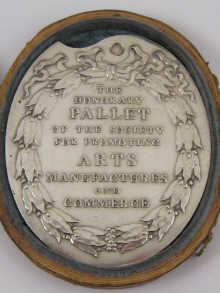 THE
HONORARY
PALLET
OF THE SOCIETY
FOR PROMOTING
ARTS
MANUFACTURES
AND
COMMERCE